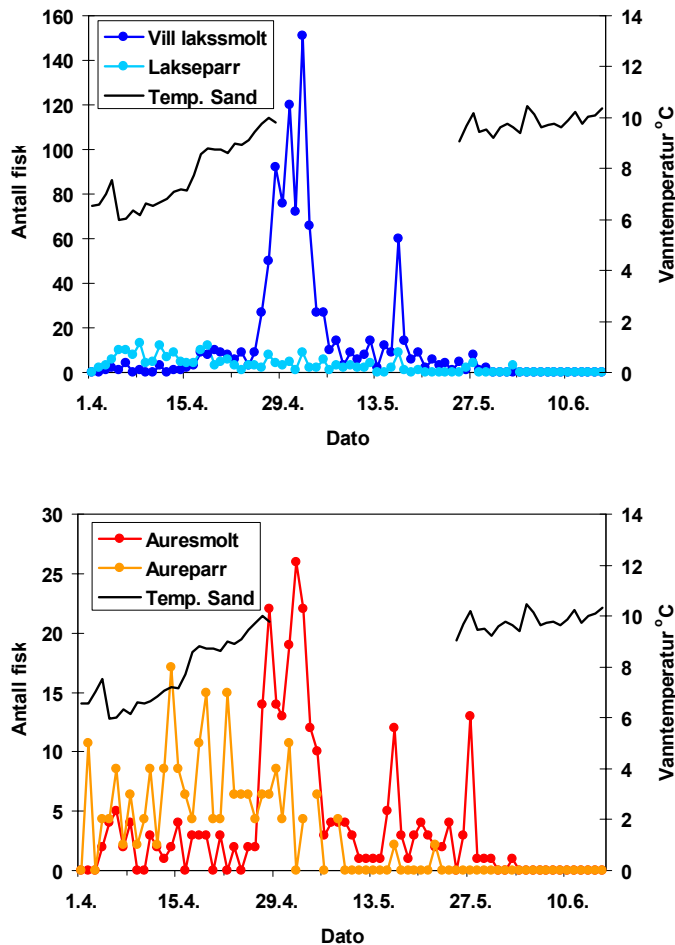 160
140
120
100
80
60
40
20
0
Antall fisk
Vill lakssmolt
Lakseparr
Temp. Sand
14
12
10
8
6
4
2
0
Vanntemperatur °C
1.4. 15.4. 29.4. 13.5. 27.5. 10.6.
Dato
30
25
20
15
10
5
0
Antall fisk
Auresmolt
Aureparr
Temp. Sand
14
12
10
8
6
4
2
0
Vanntemperatur °C
1.4. 15.4. 29.4. 13.5. 27.5. 10.6.
Dato